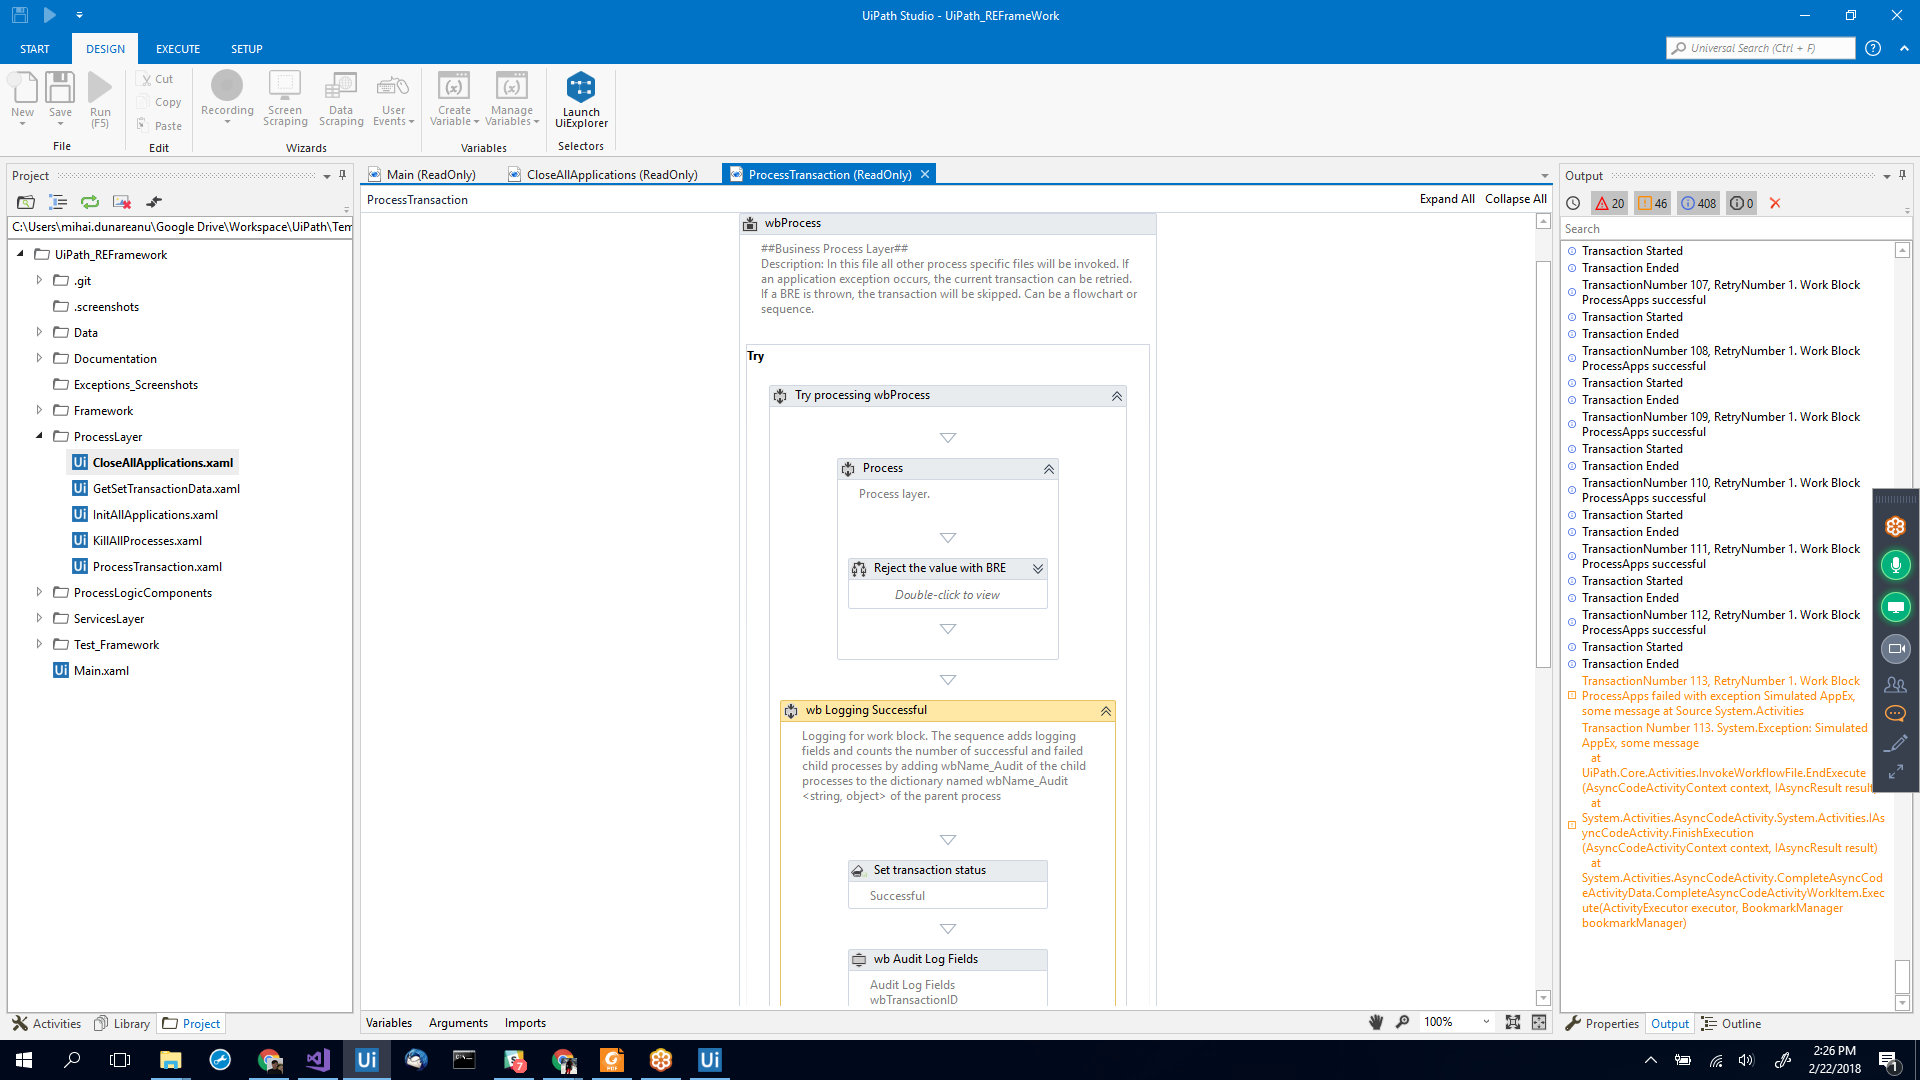 UiPath Studio - UiPath_REFrameWork
START
DESIGN
EXECUTE
SETUP
Universal Search (Ctrl + F)
New
Save
Run
(F5)
File
Cut
Copy
Paste
Edit
Recording
Screen
Scraping
Data
Scraping
User
Events
Wizards
Create
Variable
Manage
Variables
Variables
Launch
UiExplorer
Selectors
Project
C:\Users\mihai.dunareanu\Google Drive\Workspace\UiPath\Tem
UiPath_REFramework
.git
.screenshots
Data
Documentation
Exceptions_Screenshots
Framework
ProcessLayer
CloseAllApplications.xaml
GetSetTransactionData.xaml
InitAllApplications.xaml
KillAllProcesses.xaml
ProcessTransaction.xaml
ProcessLogicComponents
ServicesLayer
Test_Framework
Main.xaml
Activities
Library
Project
Main (ReadOnly)
CloseAllApplications (ReadOnly)
ProcessTransaction (ReadOnly)
ProcessTransaction
Expand All
Collapse All
wbProcess
##Business Process Layer##
Description: In this file all other process specific files will be invoked. If
an application exception occurs, the current transaction can be retried.
If a BRE is thrown, the transaction will be skipped. Can be a flowchart or
sequence.
Try
Try processing wbProcess
Process
Process layer.
Reject the value with BRE
Double-click to view
wb Logging Successful
Logging for work block. The sequence adds logging
fields and counts the number of successful and failed
child processes by adding wbName_Audit of the child
processes to the dictionary named wbName_Audit
<string, object> of the parent process
Set transaction status
Successful
wb Audit Log Fields
Audit Log Fields
wbTransactionID
Variables
Arguments
Imports
100%
Output
20
46
408
0
Search
Transaction Started
Transaction Ended
TransactionNumber 107, RetryNumber 1. Work Block
ProcessApps successful
Transaction Started
Transaction Ended
TransactionNumber 108, RetryNumber 1. Work Block
ProcessApps successful
Transaction Started
Transaction Ended
TransactionNumber 109, RetryNumber 1. Work Block
ProcessApps successful
Transaction Started
Transaction Ended
TransactionNumber 110, RetryNumber 1. Work Block
ProcessApps successful
Transaction Started
Transaction Ended
TransactionNumber 111, RetryNumber 1. Work Block
ProcessApps successful
Transaction Started
Transaction Ended
TransactionNumber 112, RetryNumber 1. Work Block
ProcessApps successful
Transaction Started
Transaction Ended
TransactionNumber 113, RetryNumber 1. Work Block
ProcessApps failed with exception Simulated AppEx,
some message at Source System.Activities
Transaction Number 113. System.Exception: Simulated
AppEx, some message
at
UiPath.Core.Activities.InvokeWorkflowFile.EndExecute
(AsyncCodeActivityContext context, IAsyncResult result
at
System.Activities.AsyncCodeActivity.System.Activities.IAs
yncCodeActivity.FinishExecution
(AsyncCodeActivityContext context, IAsyncResult result)
at
System.Activities.AsyncCodeActivity.CompleteAsyncCod
eActivityData.CompleteAsyncCodeActivityWorkItem.Exec
ute(ActivityExecutor executor, BookmarkManager
bookmarkManager)
Properties
Output
Outline
2:26 PM
2/22/2018